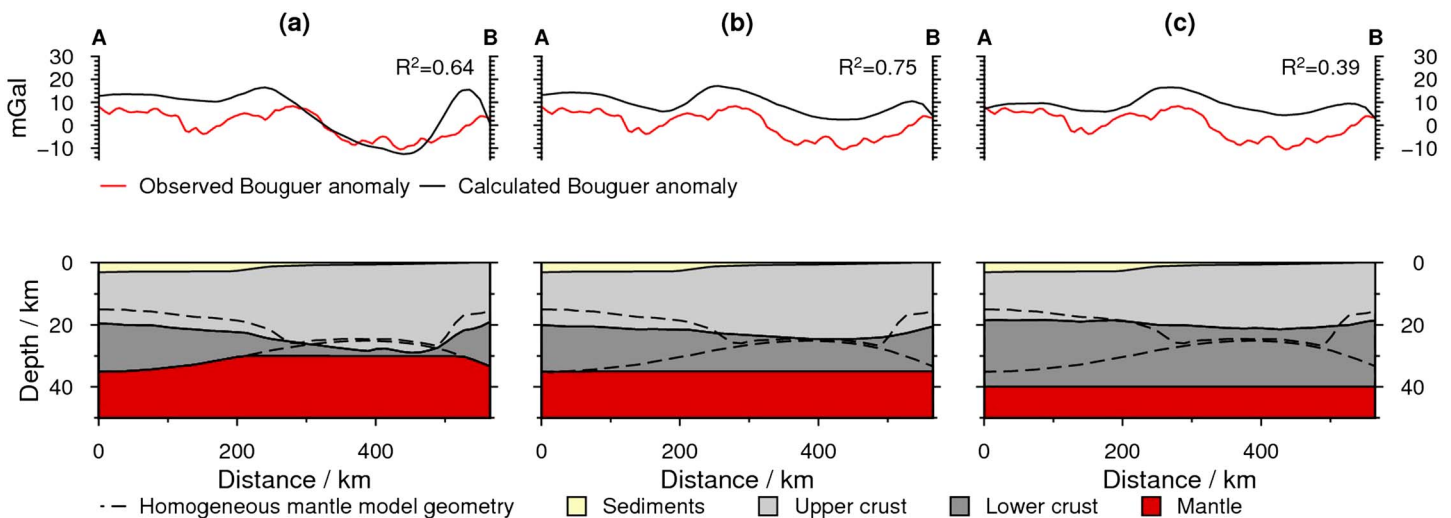 (a) (b) (c)
A B A B A B
R²=0.64 R²=0.75 R²=0.39
mGal
30 30
20 20
10 10
0 0
−10 −10
Observed Bouguer anomaly Calculated Bouguer anomaly
Depth / km
0 0
20 20
40 40
0 200 400 0 200 400 0 200 400
Distance / km Distance / km Distance / km
Homogeneous mantle model geometry Sediments Upper crust Lower crust Mantle